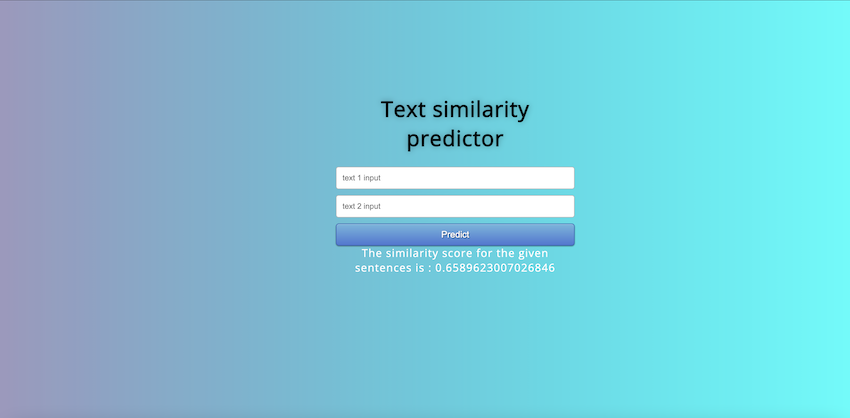 Text similarity
predictor
text 1 input
text 2 input
Predict
The similarity score for the given
sentences is : 0.6589623007026846